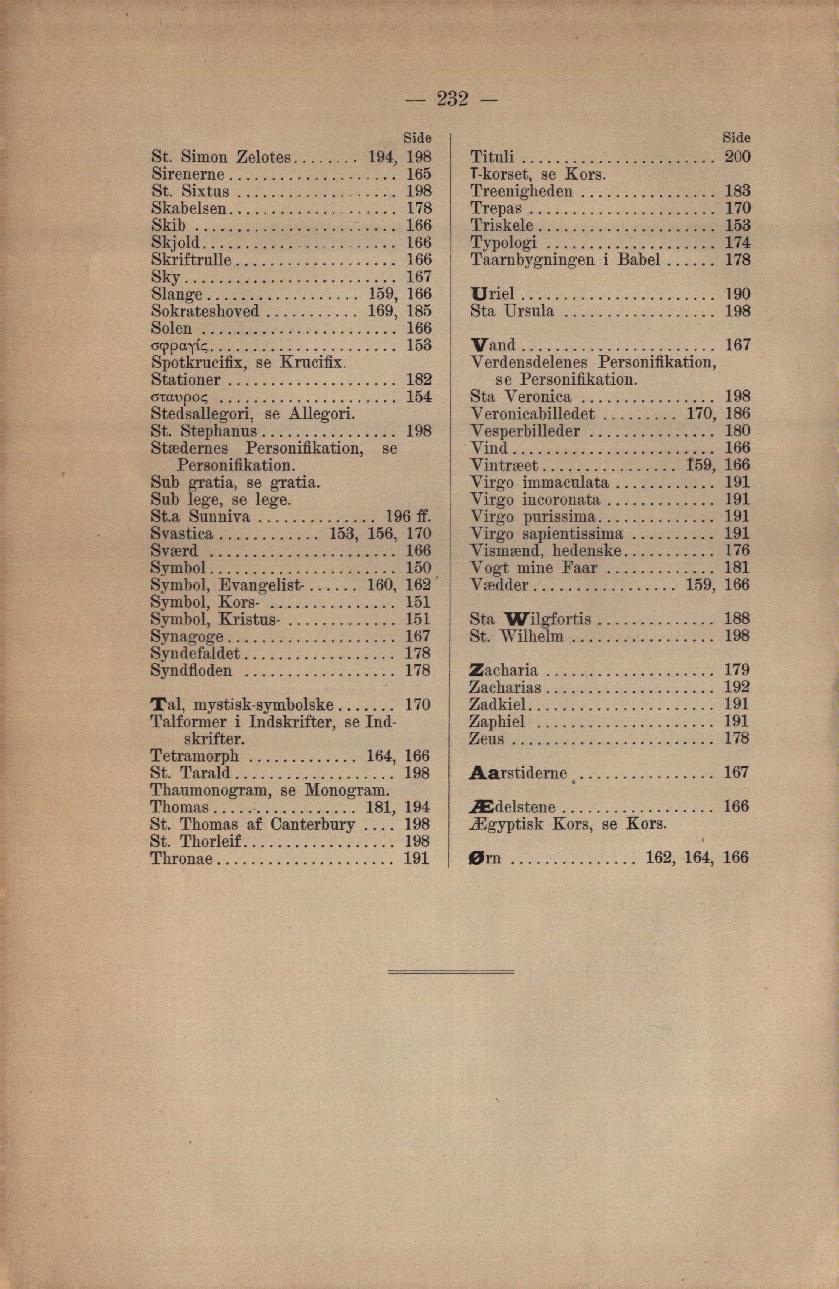 — 232 —
Side
St. Simon Zelotes........ 194, 198
Sirenerne.................... 165
St. Sixtus ................... 198
Skabelsen.................... 178
Skib ........................ 166
Skjold....................... 166
Skriftrulle................... 166
Sky......................... 167
Slange.................. 159, 166
Sokrateshoved ........... 169, 185
Solen ....................... 166
σφραγίς...................... 153
Spotkrucifix, se Krucifix.
Stationer .................... 182
σταυρος ..................... 154
Stedsallegori, se Allegori.
St. Stephanus................ 198
Stædernes Personifikation, se
Personifikation.
Sub gratia, se gratia.
Sub lege, se lege.
St.a Sunniva .............. 196 ff.
Svastica............ 153, 156, 170
Sværd ...................... 166
Symbol...................... 150
Symbol, Evangelist-...... 160, 162
Symbol, Kors- ............... 151
Symbol, Kristus- ............. 151
Synagoge.................... 167
Syndefaldet.................. 178
Syndfloden .................. 178
Tal, mystisk-symbolske....... 170
Talformer i Indskrifter, se Ind-
skrifter.
Tetramorph ............. 164, 166
St. Tarald................... 198
Thaumonogram, se Monogram.
Thomas................. 181, 194
St. Thomas af Canterbury .... 198
St. Thorleif.................. 198
Thronae..................... 191
Side
Tituli ....................... 200
T-korset, se Kors.
Treenigheden ................ 183
Trepas ...................... 170
Triskele ..................... 153
Typologi .................... 174
Taarnbygningen i Babel ...... 178
Uriel ....................... 190
Sta Ursula .................. 198
Vand ....................... 167
Verdensdelenes Personifikation,
se Personifikation.
Sta Veronica ................ 198
Veronicabilledet ......... 170, 186
Vesperbilleder ............... 180
Vind........................ 166
Vintræet................ 159, 166
Virgo immaculata ............ 191
Virgo incoronata ............. 191
Virgo purissima.............. 191
Virgo sapientissima .......... 191
Vismænd, hedenske........... 176
Vogt mine Faar ............. 181
Vædder................. 159, 166
Sta Wilgfortis .............. 188
St. Wilhelm ................. 198
Zacharia .................... 179
Zacharias.................... 192
Zadkiel...................... 191
Zaphiel ..................... 191
Zeus ........................ 178
Aarstiderne ................. 167
Ædelstene .................. 166
Ægyptisk Kors, se Kors.
Ørn ............... 162, 164, 166